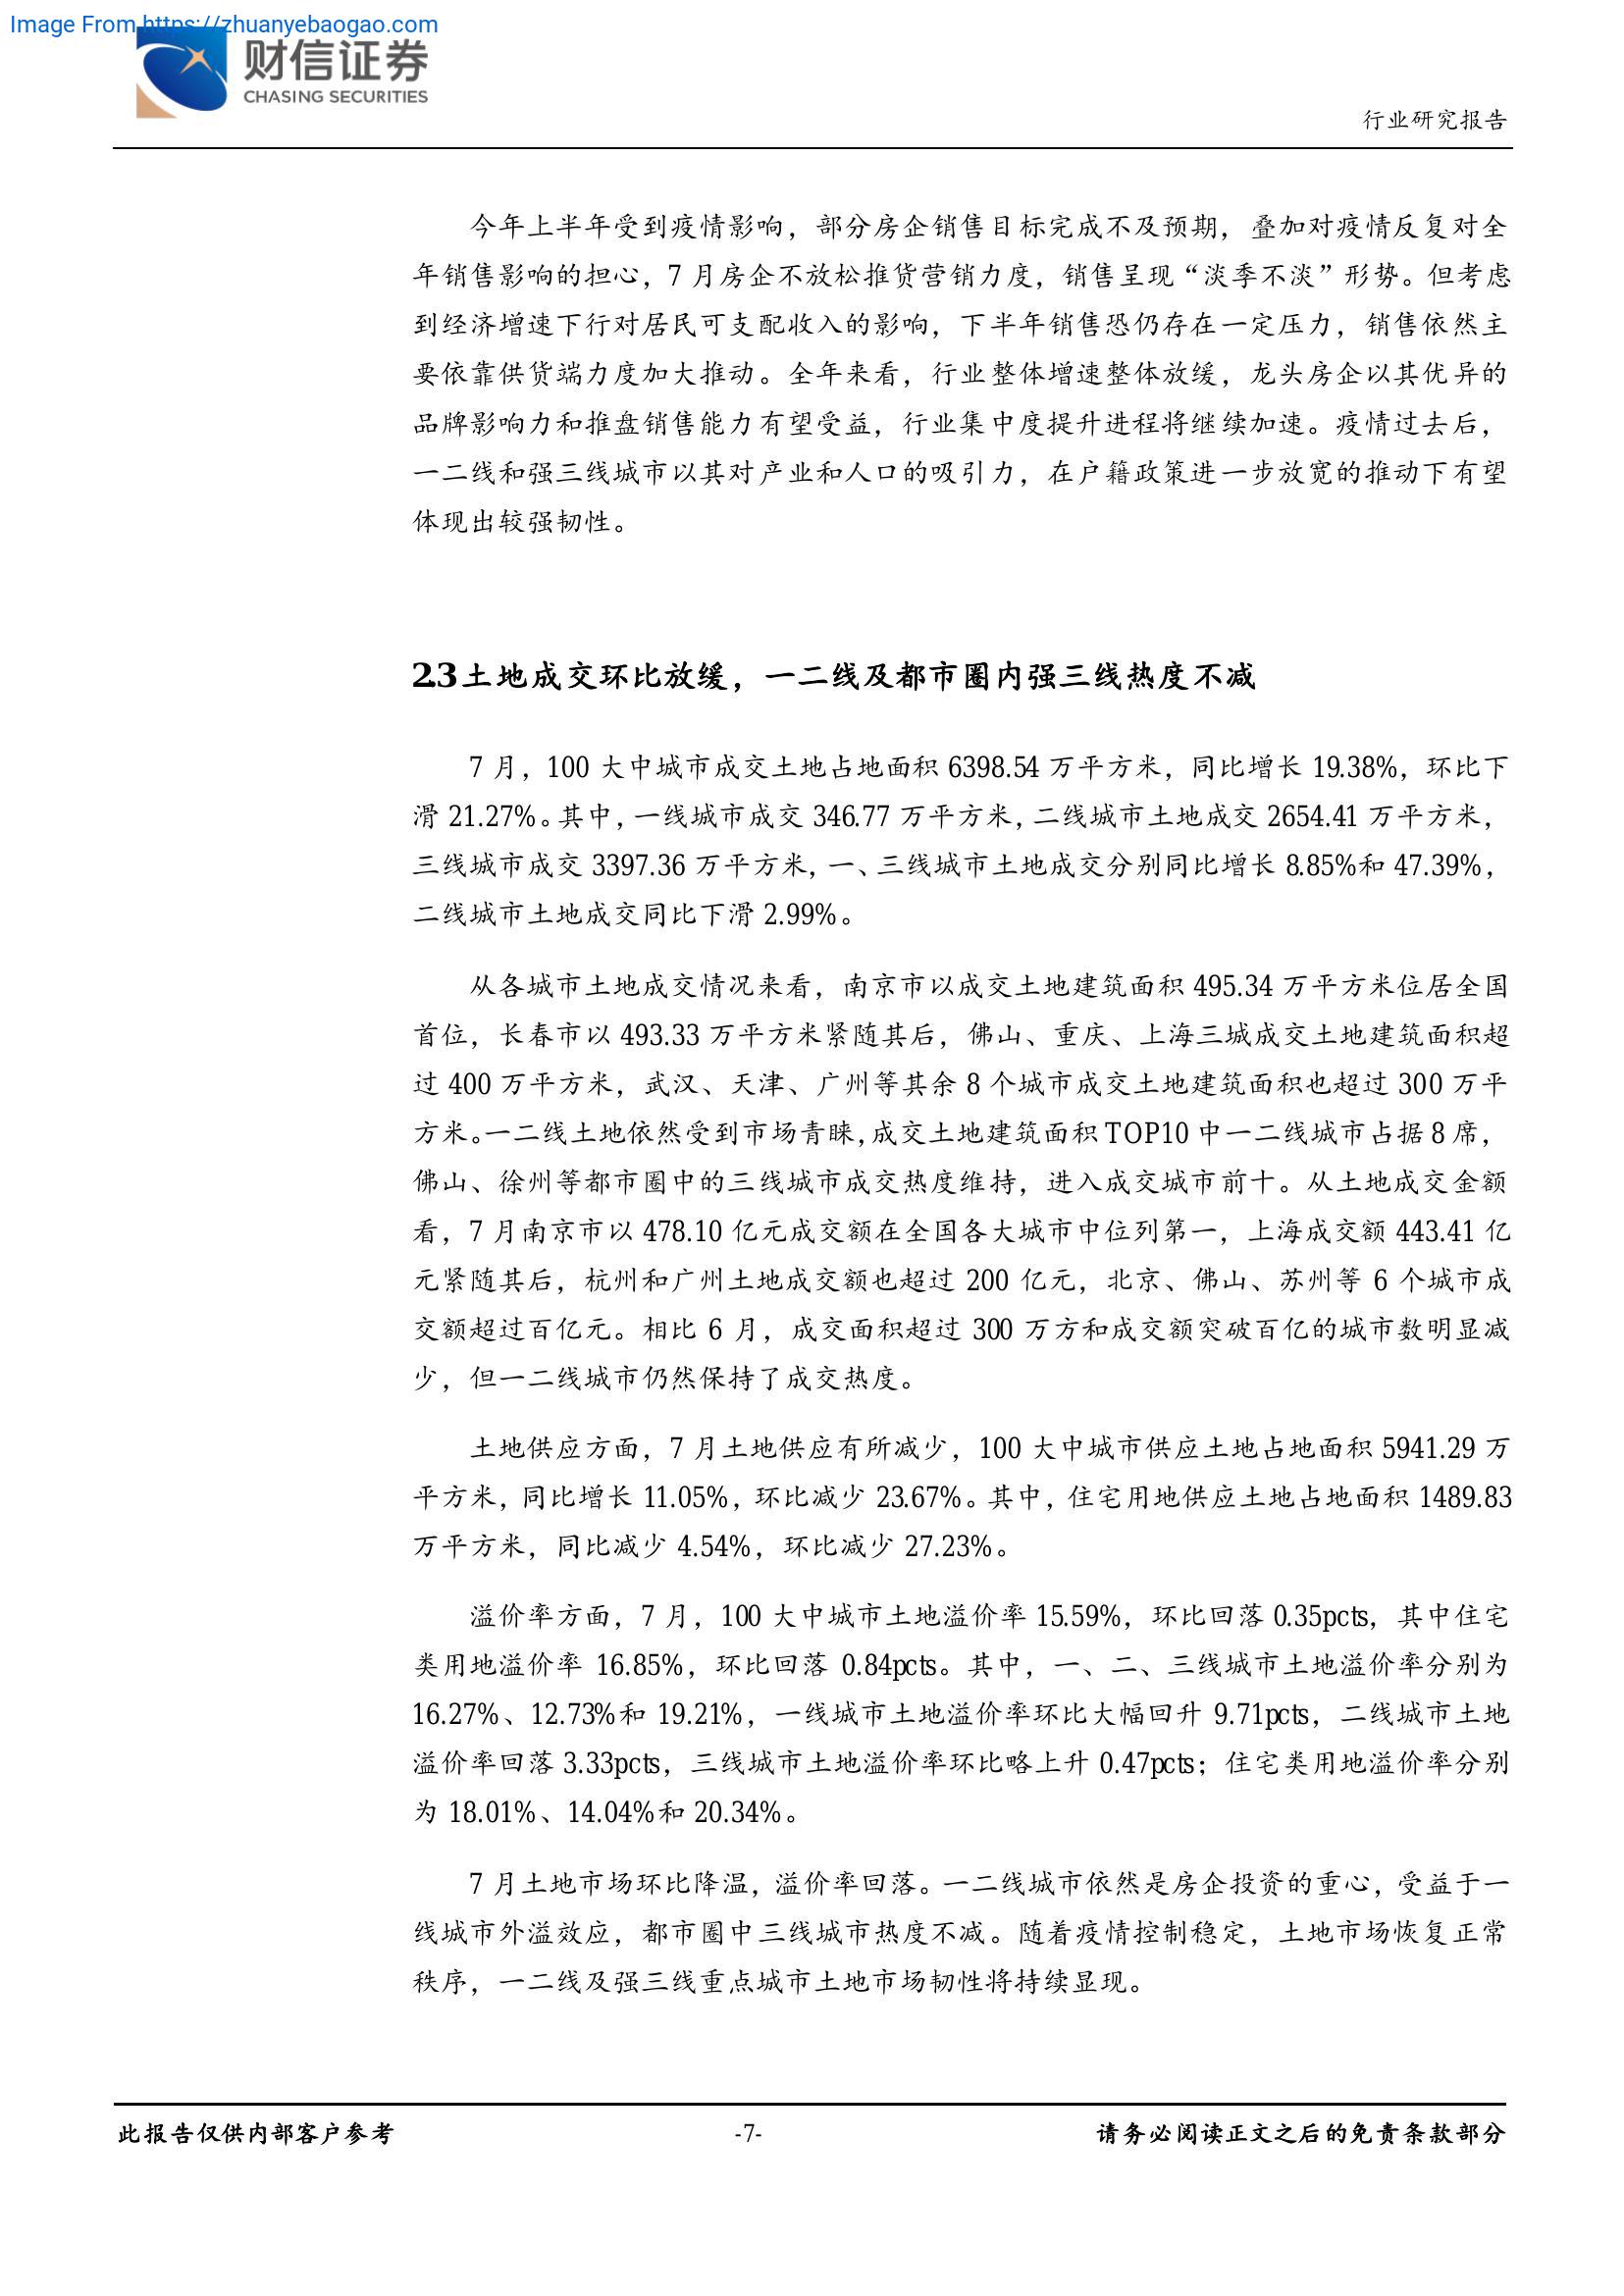 Image From https://zhuanyebaogao.com
财信证券
CHASING SECURITIES
行业研究报告
今年上半年受到疫情影响，部分房企销售目标完成不及预期，叠加对疫情反复对全
年销售影响的担心，7 月房企不放松推货营销力度，销售呈现“淡季不淡”形势。但考虑
到经济增速下行对居民可支配收入的影响，下半年销售恐仍存在一定压力，销售依然主
要依靠供货端力度加大推动。全年来看，行业整体增速整体放缓，龙头房企以其优异的
品牌影响力和推盘销售能力有望受益，行业集中度提升进程将继续加速。疫情过去后，
一二线和强三线城市以其对产业和人口的吸引力，在户籍政策进一步放宽的推动下有望
体现出较强韧性。
2.3 土地成交环比放缓，一二线及都市圈内强三线热度不减
7 月，100 大中城市成交土地占地面积 6398.54 万平方米，同比增长 19.38%，环比下
滑 21.27%。其中，一线城市成交 346.77 万平方米，二线城市土地成交 2654.41 万平方米，
三线城市成交 3397.36 万平方米，一、三线城市土地成交分别同比增长 8.85%和 47.39%，
二线城市土地成交同比下滑 2.99%。
从各城市土地成交情况来看，南京市以成交土地建筑面积 495.34 万平方米位居全国
首位，长春市以 493.33 万平方米紧随其后，佛山、重庆、上海三城成交土地建筑面积超
过 400 万平方米，武汉、天津、广州等其余 8 个城市成交土地建筑面积也超过 300 万平
方米。一二线土地依然受到市场青睐，成交土地建筑面积 TOP10 中一二线城市占据 8 席，
佛山、徐州等都市圈中的三线城市成交热度维持，进入成交城市前十。从土地成交金额
看，7 月南京市以 478.10 亿元成交额在全国各大城市中位列第一，上海成交额 443.41 亿
元紧随其后，杭州和广州土地成交额也超过 200 亿元，北京、佛山、苏州等 6 个城市成
交额超过百亿元。相比 6 月，成交面积超过 300 万方和成交额突破百亿的城市数明显减
少，但一二线城市仍然保持了成交热度。
土地供应方面，7 月土地供应有所减少，100 大中城市供应土地占地面积 5941.29 万
平方米，同比增长 11.05%，环比减少 23.67%。其中，住宅用地供应土地占地面积 1489.83
万平方米，同比减少 4.54%，环比减少 27.23%。
溢价率方面，7 月，100 大中城市土地溢价率 15.59%，环比回落 0.35pcts，其中住宅
类用地溢价率 16.85%，环比回落 0.84pcts。其中，一、二、三线城市土地溢价率分别为
16.27%、12.73%和 19.21%，一线城市土地溢价率环比大幅回升 9.71pcts，二线城市土地
溢价率回落 3.33pcts，三线城市土地溢价率环比略上升 0.47pcts；住宅类用地溢价率分别
为 18.01%、14.04%和 20.34%。
7 月土地市场环比降温，溢价率回落。一二线城市依然是房企投资的重心，受益于一
线城市外溢效应，都市圈中三线城市热度不减。随着疫情控制稳定，土地市场恢复正常
秩序，一二线及强三线重点城市土地市场韧性将持续显现。
此报告仅供内部客户参考
-7-
请务必阅读正文之后的免责条款部分